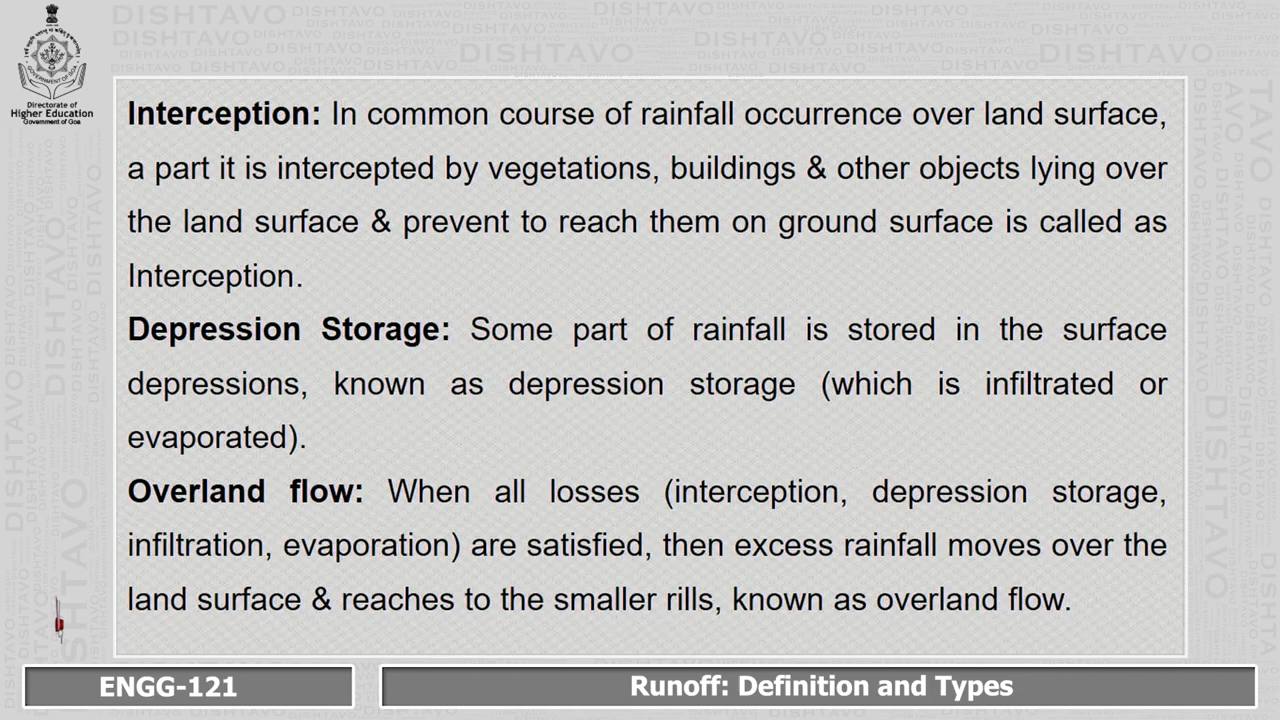 Directorate of
Higher Education
Government of Goa
Interception: In common course of rainfall occurrence over land surface,
a part it is intercepted by vegetations, buildings & other objects lying over
the land surface & prevent to reach them on ground surface is called as
Interception.
Depression Storage: Some part of rainfall is stored in the surface
depressions, known as depression storage (which is infiltrated or
evaporated).
Overland flow: When all losses (interception, depression storage,
infiltration, evaporation) are satisfied, then excess rainfall moves over the
land surface & reaches to the smaller rills, known as overland flow.
ENGG-121
Runoff: Definition and Types
DISHTAVO